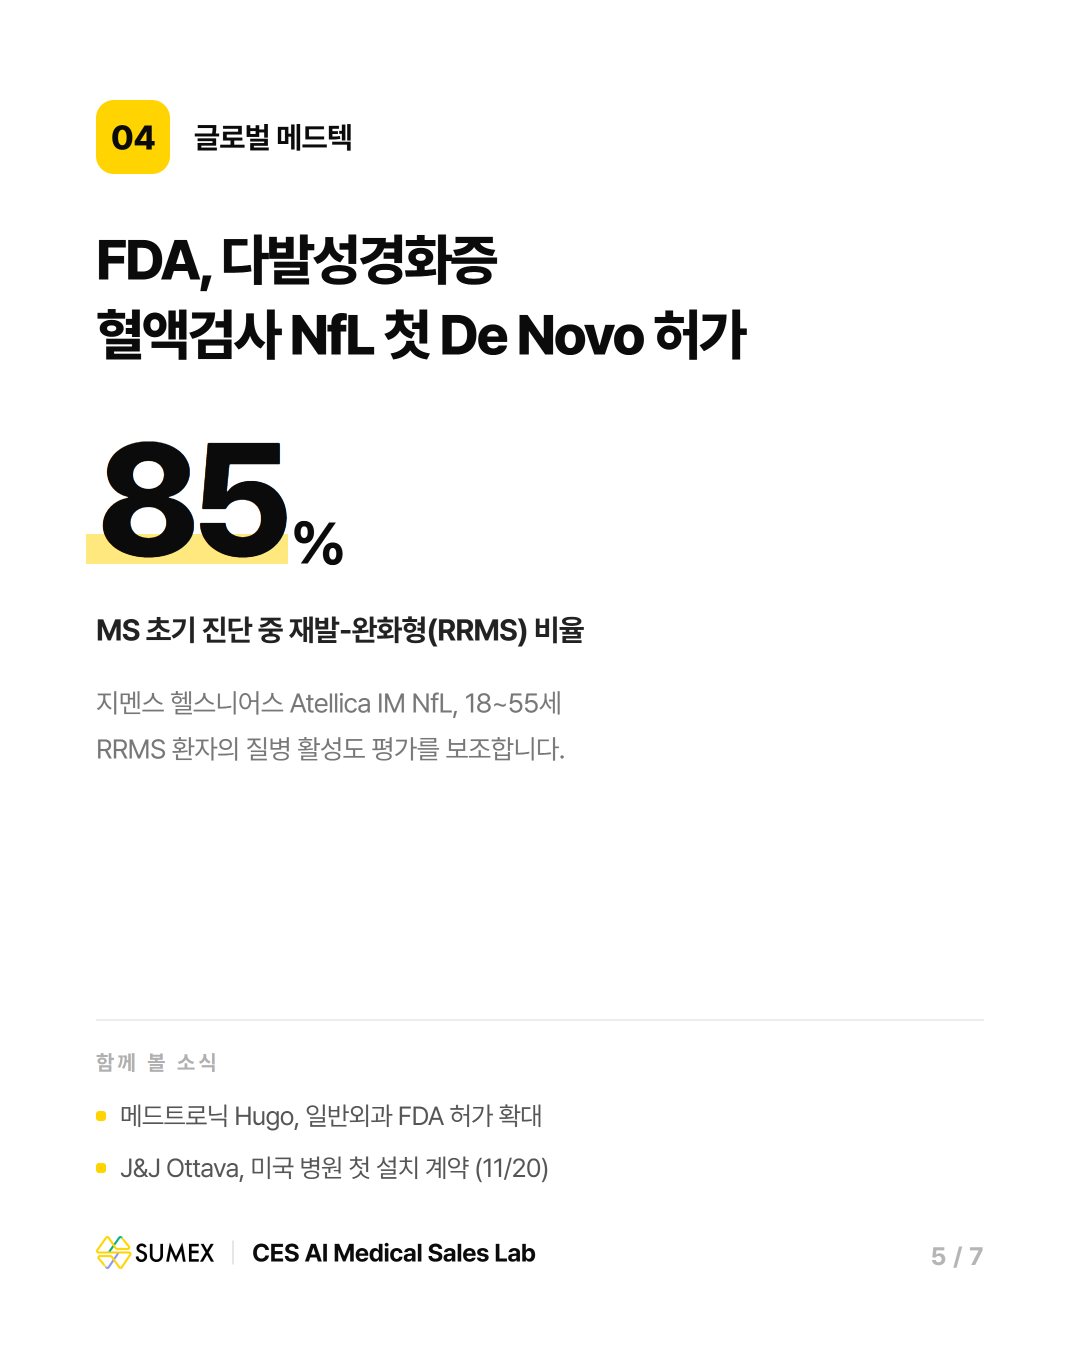 04 글로벌 메드텍
FDA, 다발성경화증
혈액검사 NfL 첫 De Novo 허가
85%
MS 초기 진단 중 재발-완화형(RRMS) 비율
지멘스 헬스니어스 Atellica IM NfL, 18~55세
RRMS 환자의 질병 활성도 평가를 보조합니다.
함께 볼 소식
메드트로닉 Hugo, 일반외과 FDA 허가 확대
J&J Ottava, 미국 병원 첫 설치 계약 (11/20)
SUMEX | CES AI Medical Sales Lab
5 / 7